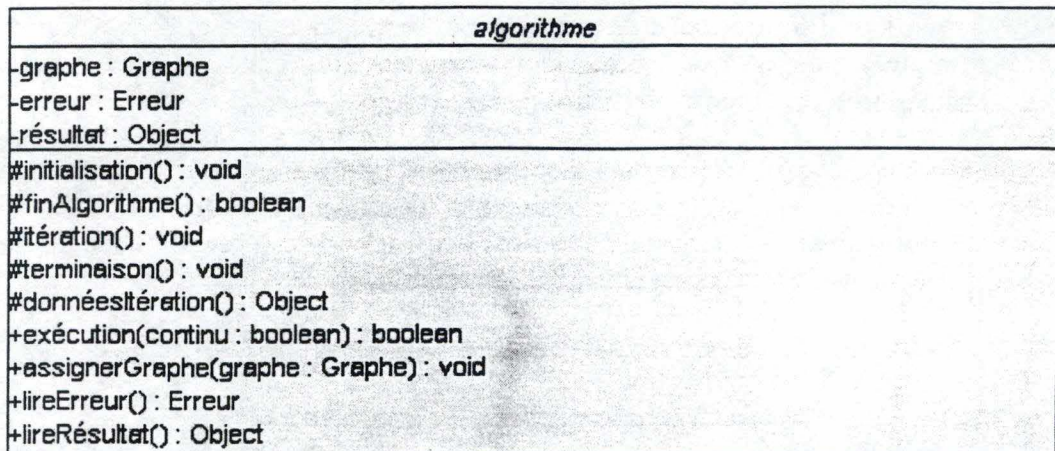 algorithme
-graphe : Graphe
-erreur : Erreur
-résultat : Object
#initialisation() : void
#finAlgorithme() : boolean
#itération() : void
#terminaison() : void
#donnéesItération() : Object
+exécution(continu : boolean) : boolean
+assignerGraphe(graphe : Graphe) : void
+lireErreur() : Erreur
+lireRésultat() : Object